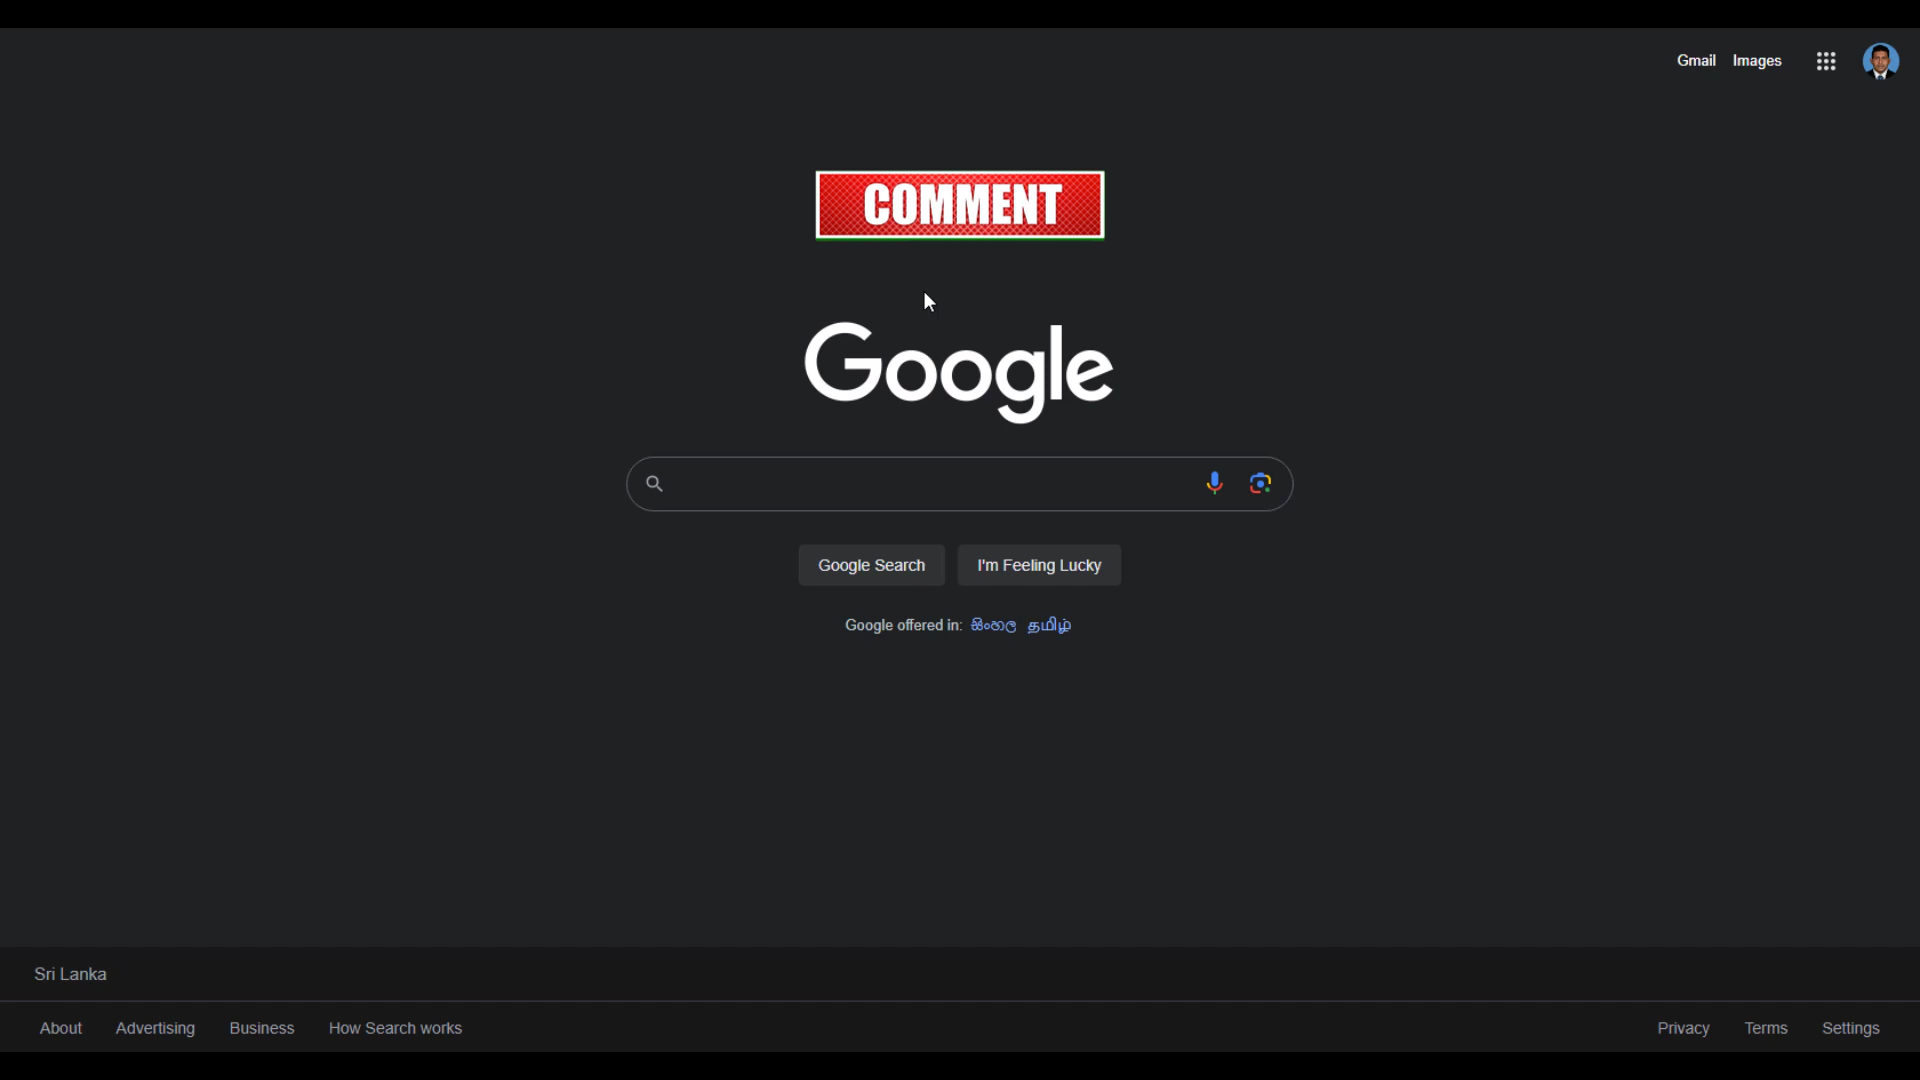 Gmail Images
COMMENT
Google
Google Search I'm Feeling Lucky
Google offered in: සිංහල தமிழ்
Sri Lanka
About Advertising Business How Search works Privacy Terms Settings